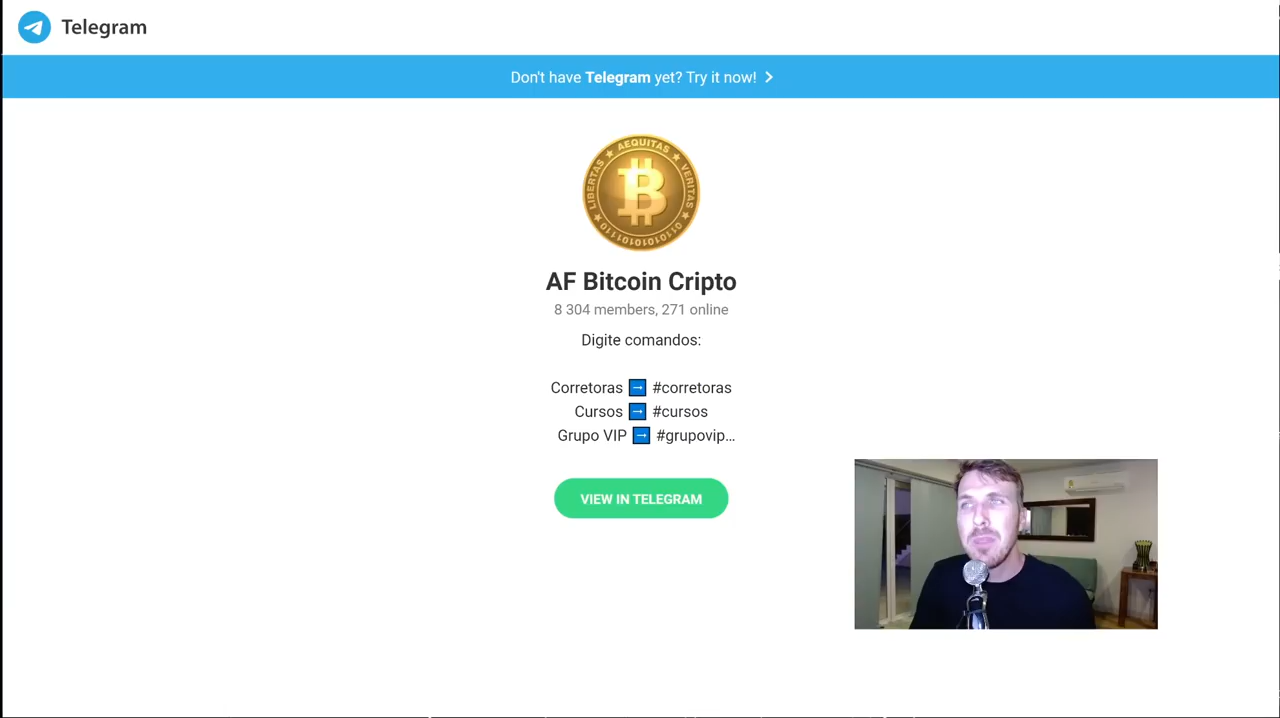 Telegram
Don't have Telegram yet? Try it now!
LIBERTAS ★ AEQUITAS ★ VERITAS ★ 01101010101110 ★
AF Bitcoin Cripto
8 304 members, 271 online
Digite comandos:
Corretoras ➡ #corretoras
Cursos ➡ #cursos
Grupo VIP ➡ #grupovip...
VIEW IN TELEGRAM